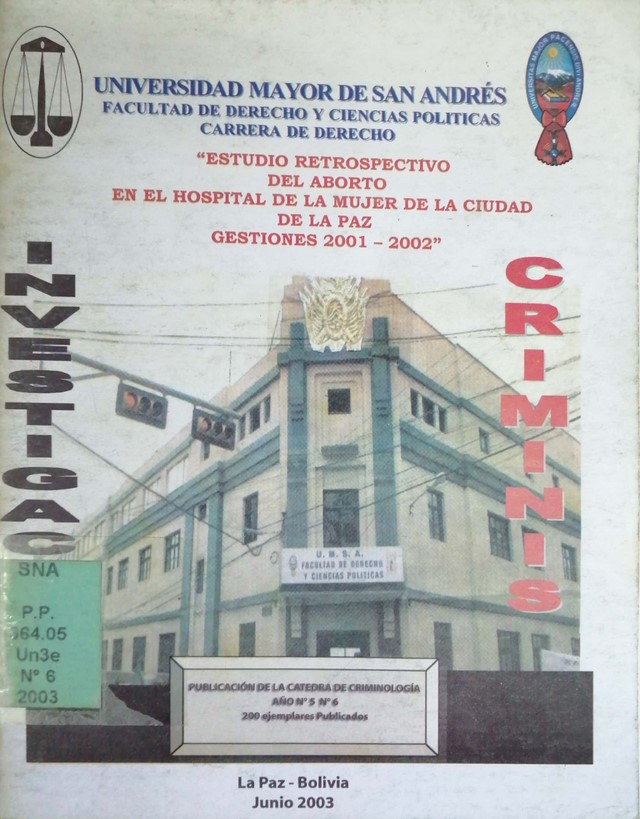 UNIVERSIDAD MAYOR DE SAN ANDRÉS
FACULTAD DE DERECHO Y CIENCIAS POLITICAS
CARRERA DE DERECHO
“ESTUDIO RETROSPECTIVO
DEL ABORTO
EN EL HOSPITAL DE LA MUJER DE LA CIUDAD
DE LA PAZ
GESTIONES 2001 – 2002”
INVESTIGAC
CRIMINIS
U. M. S. A.
FACULTAD DE DERECHO
Y CIENCIAS POLITICAS
SNA
P.P.
364.05
Un3e
N° 6
2003
PUBLICACIÓN DE LA CATEDRA DE CRIMINOLOGÍA
AÑO N° 5 N° 6
200 ejemplares Publicados
La Paz - Bolivia
Junio 2003